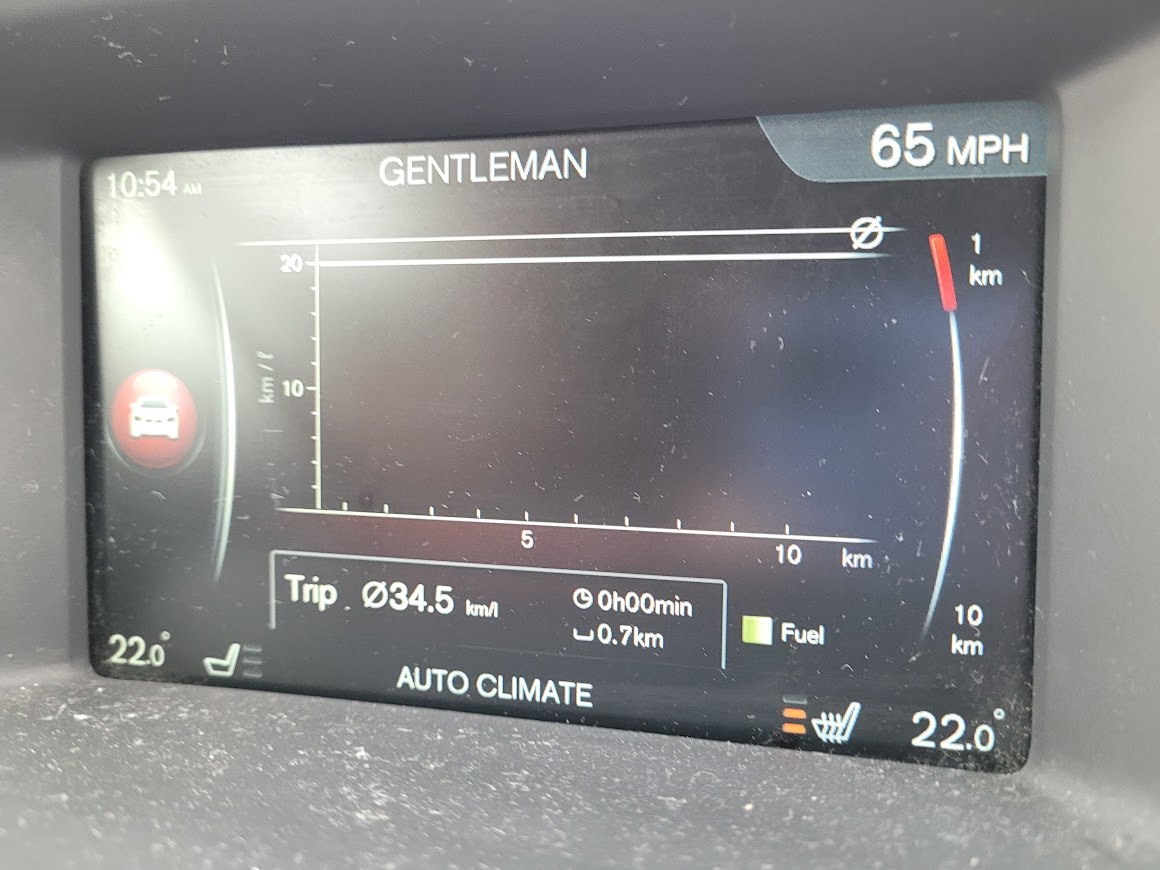 10:54 AM
GENTLEMAN
65 MPH
Ø
20
10
km / ℓ
5
10
km
1
km
10
km
Trip Ø34.5 km/l
0h00min
0.7km
Fuel
22.0°
AUTO CLIMATE
22.0°